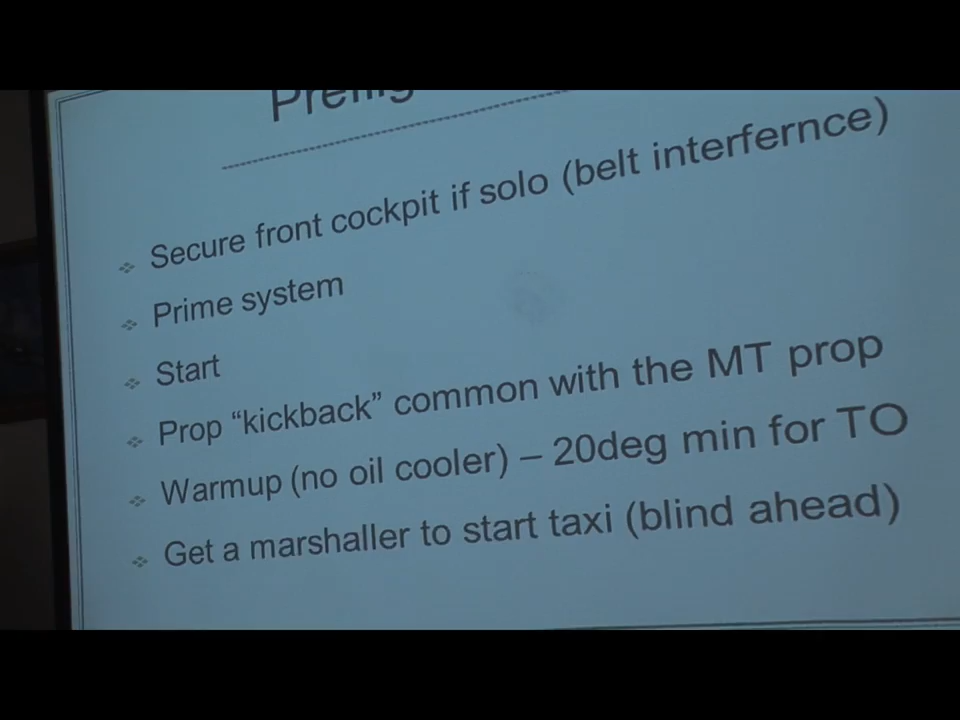 Secure front cockpit if solo (belt interfernce)
Prime system
Start
Prop “kickback” common with the MT prop
Warmup (no oil cooler) – 20deg min for TO
Get a marshaller to start taxi (blind ahead)